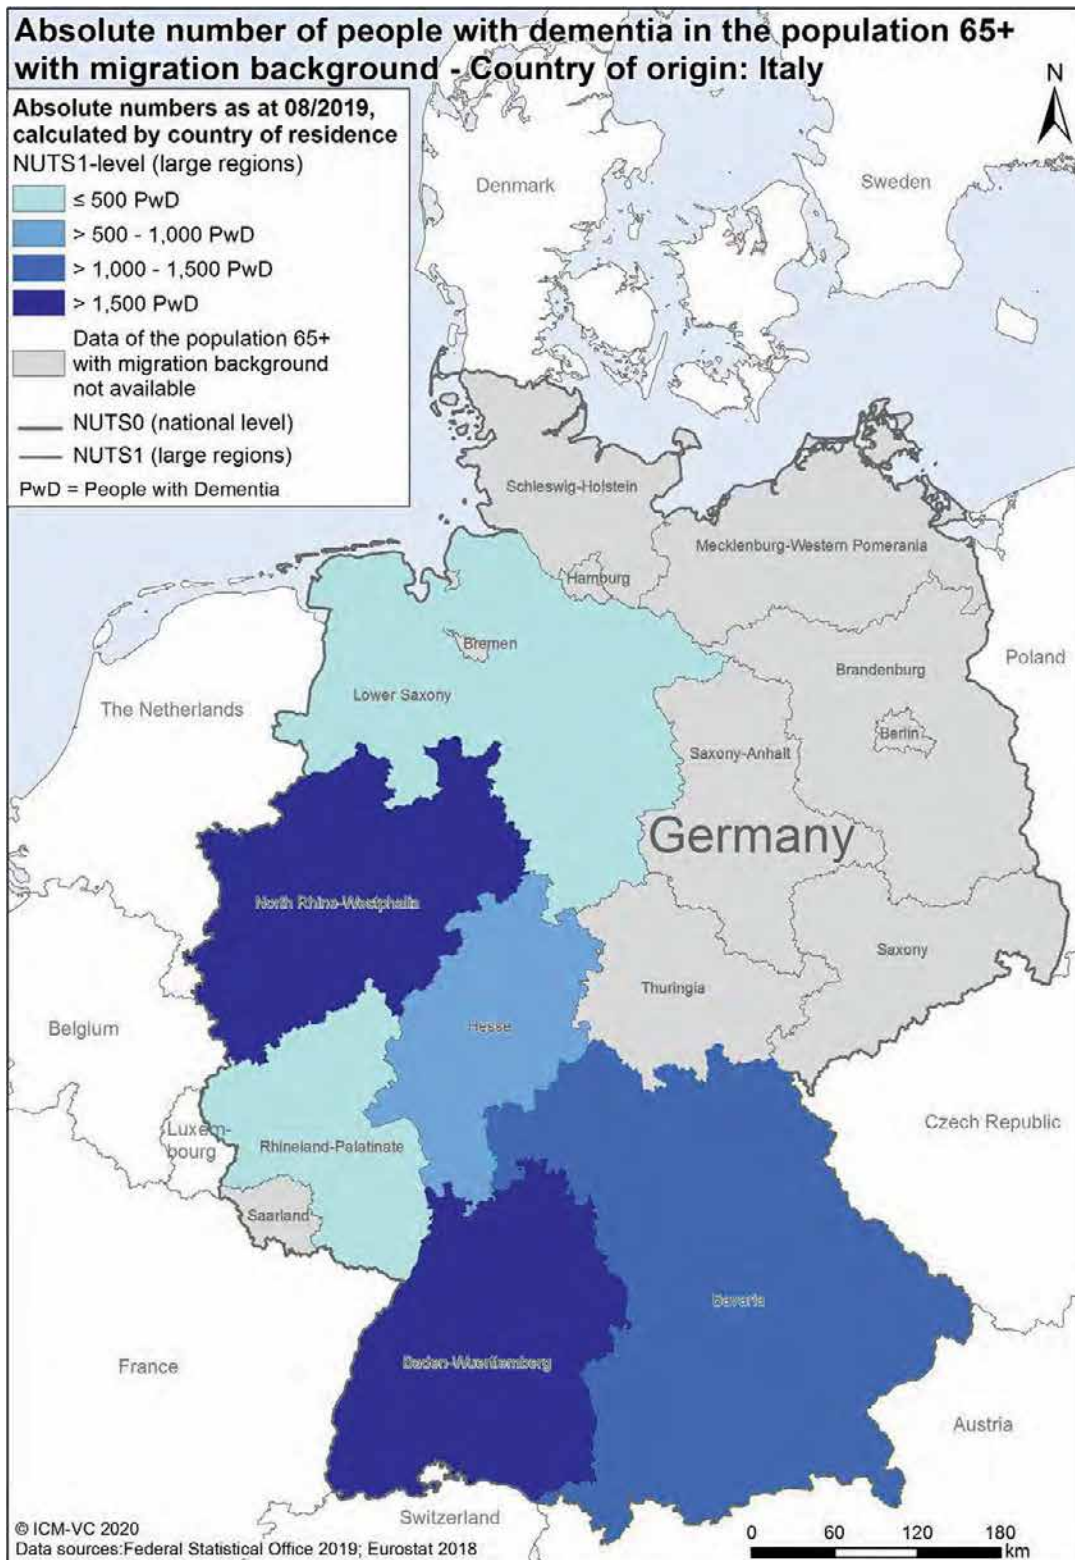 Absolute number of people with dementia in the population 65+
with migration background - Country of origin: Italy
Absolute numbers as at 08/2019,
calculated by country of residence
NUTS1-level (large regions)
≤ 500 PwD
> 500 - 1,000 PwD
> 1,000 - 1,500 PwD
> 1,500 PwD
Data of the population 65+
with migration background
not available
NUTS0 (national level)
NUTS1 (large regions)
PwD = People with Dementia
N
Denmark
Sweden
Schleswig-Holstein
Mecklenburg-Western Pomerania
Hamburg
Bremen
Brandenburg
Poland
Lower Saxony
The Netherlands
Berlin
Saxony-Anhalt
Germany
North Rhine-Westphalia
Saxony
Thuringia
Belgium
Hesse
Czech Republic
Luxem-
bourg
Rhineland-Palatinate
Saarland
Bavaria
France
Baden-Wuerttemberg
Austria
Switzerland
© ICM-VC 2020
Data sources:Federal Statistical Office 2019; Eurostat 2018
0 60 120 180
km